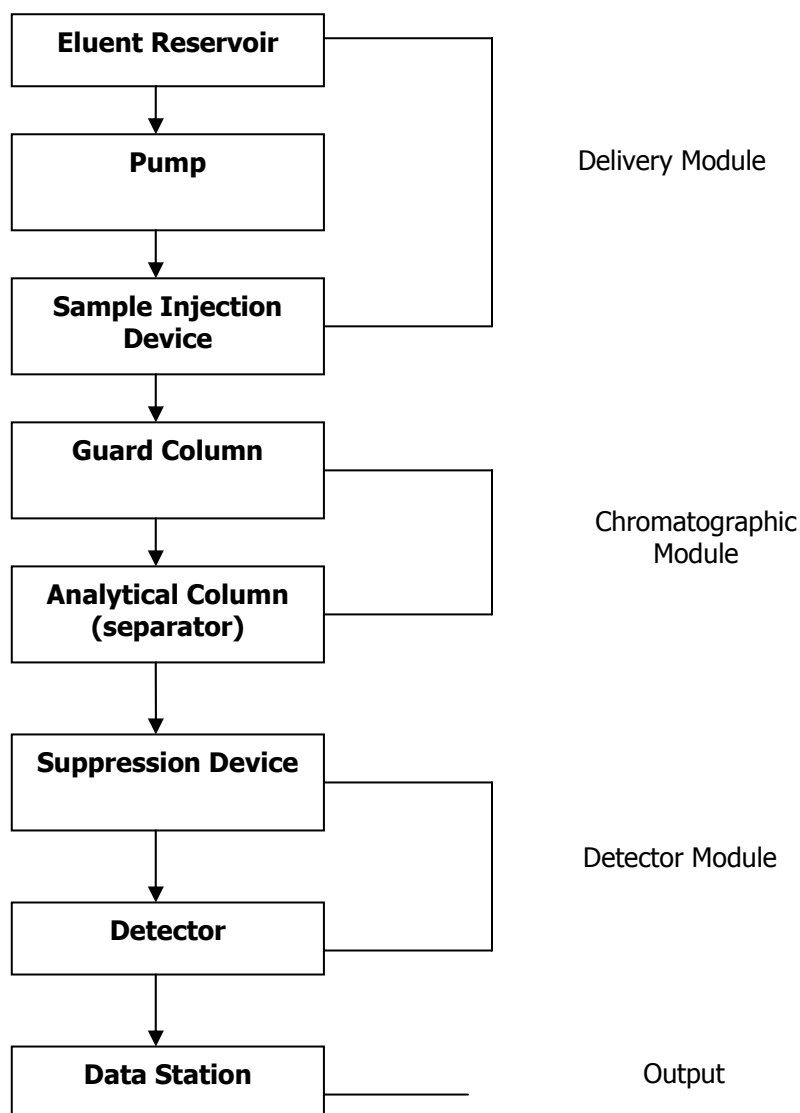 Eluent Reservoir
Pump
Delivery Module
Sample Injection
Device
Guard Column
Chromatographic
Module
Analytical Column
(separator)
Suppression Device
Detector Module
Detector
Data Station
Output